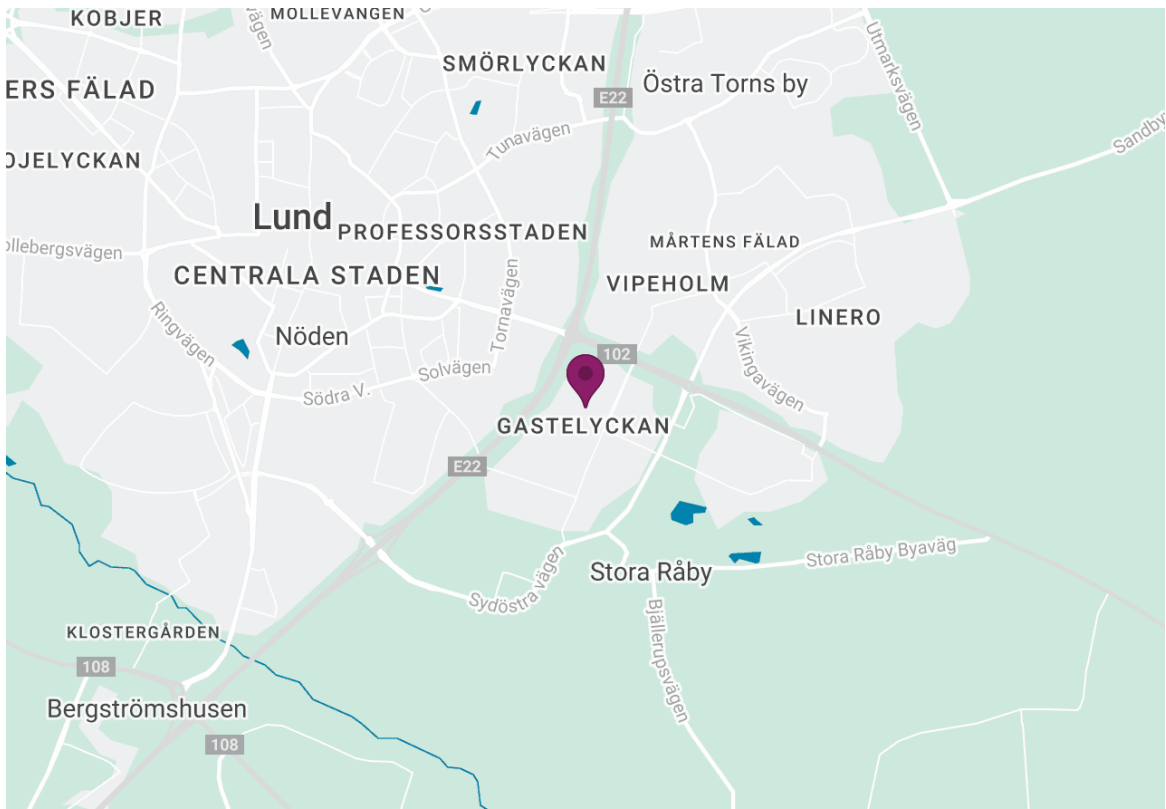 KOBJER
MÖLLEVÅNGEN
vägen
SMÖRLYCKAN
Östra Torns by
Utmarksvägen
ERS FÄLAD
E22
Tunavägen
Sandby
OJELYCKAN
Lund
PROFESSORSSTADEN
ollebergsvägen
MÅRTENS FÄLAD
CENTRALA STADEN
VIPEHOLM
LINERO
Ringvägen
Nöden
Tornavägen
102
Vikingavägen
Solvägen
Södra V.
GASTELYCKAN
E22
Sydöstra vägen
Stora Råby
Stora Råby Byaväg
Bjällerupsvägen
KLOSTERGÅRDEN
108
Bergströmshusen
108